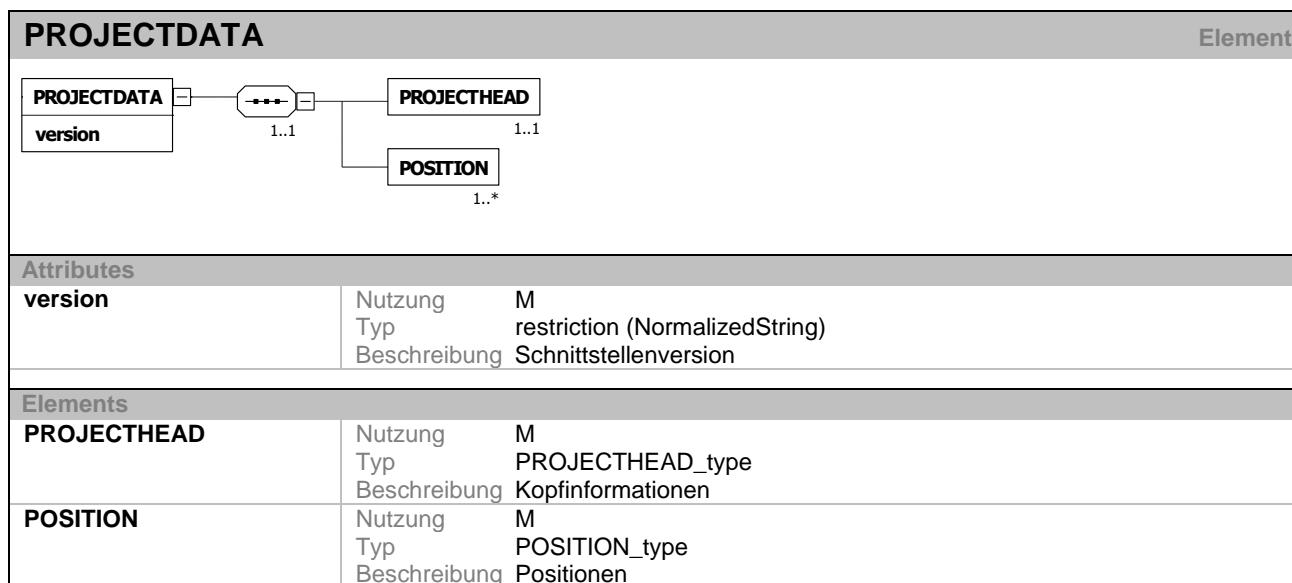 PROJECTDATA Element
PROJECTDATA PROJECTHEAD
version 1..1 1..1
POSITION
1..*
Attributes
version Nutzung M
Typ restriction (NormalizedString)
Beschreibung Schnittstellenversion
Elements
PROJECTHEAD Nutzung M
Typ PROJECTHEAD_type
Beschreibung Kopfinformationen
POSITION Nutzung M
Typ POSITION_type
Beschreibung Positionen